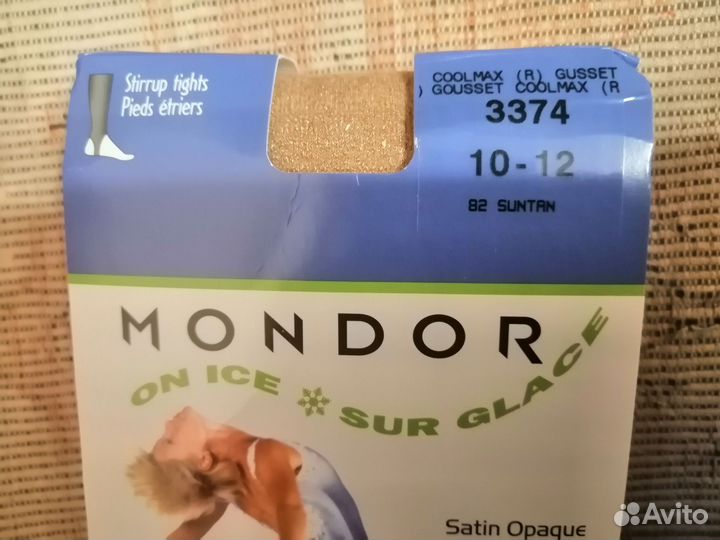 Stirrup tights
Pieds étriers
COOLMAX (R) GUSSET
) GOUSSET COOLMAX (R
3374
10-12
82 SUNTAN
MONDOR
ON ICE SUR GLACE
Satin Opaque
Avito